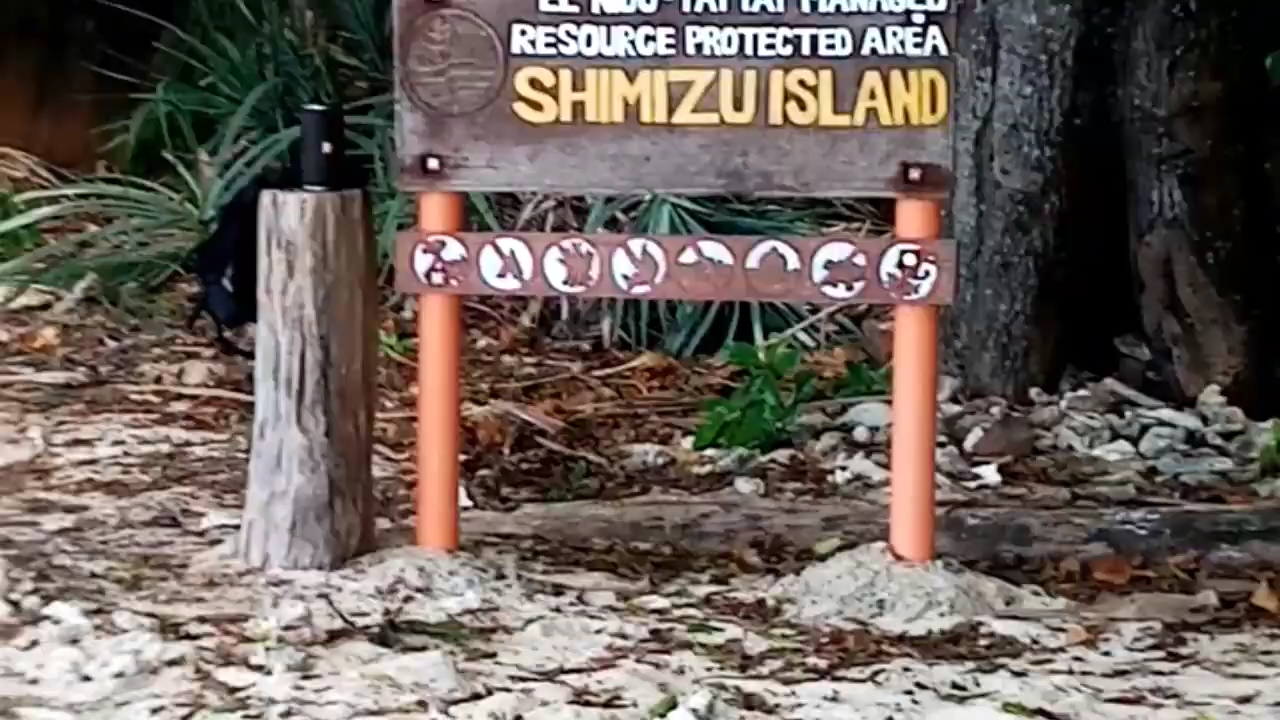 EL NIDO-TAYTAY MANAGED
RESOURCE PROTECTED AREA
SHIMIZU ISLAND